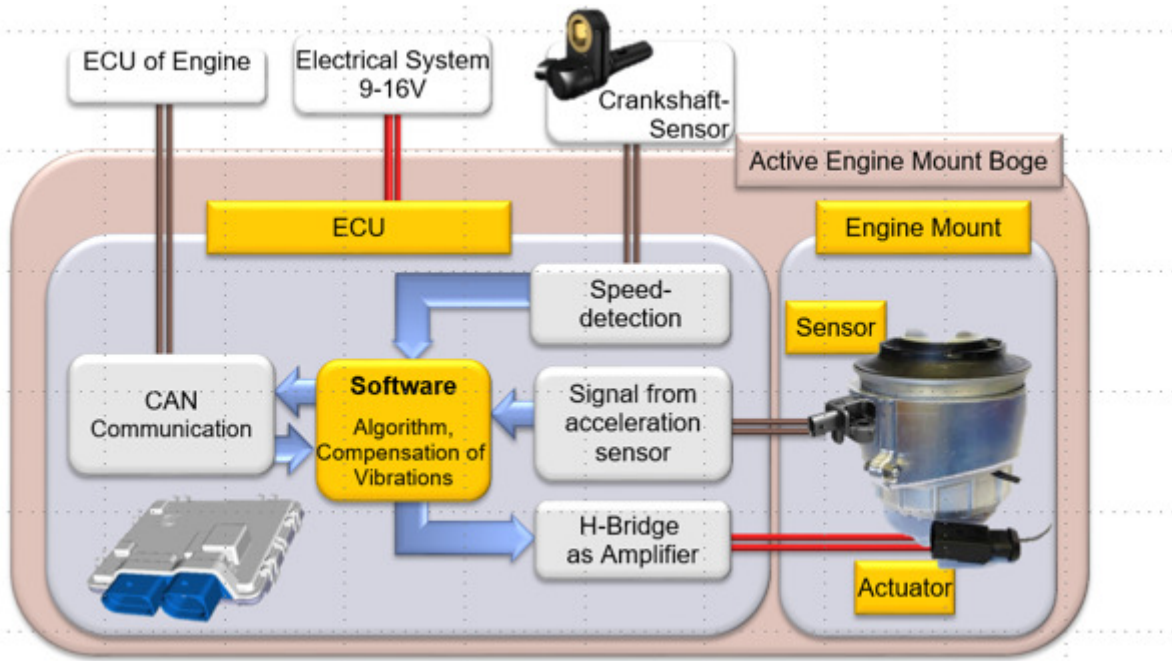 ECU of Engine
Electrical System
9-16V
Crankshaft-
Sensor
Active Engine Mount Boge
ECU
Engine Mount
Speed-
detection
Sensor
CAN
Communication
Software
Algorithm,
Compensation of
Vibrations
Signal from
acceleration
sensor
H-Bridge
as Amplifier
Actuator